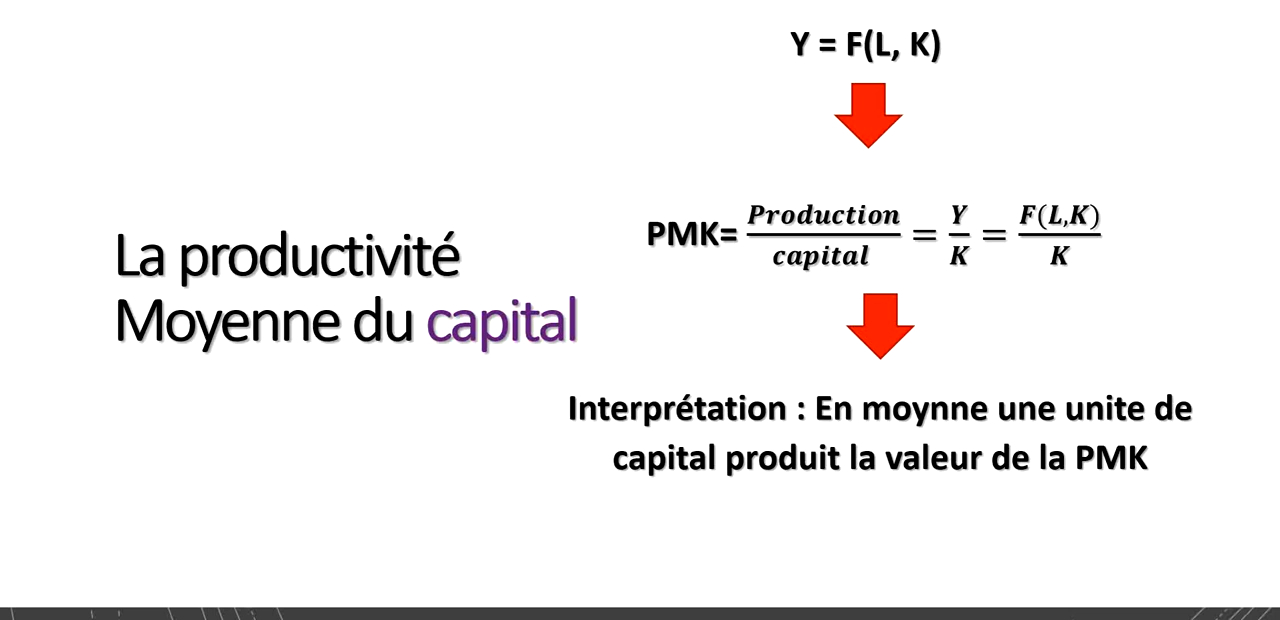 La productivité
Moyenne du capital
Y = F(L, K)
PMK= Production/capital = Y/K = F(L,K)/K
Interprétation : En moynne une unite de
capital produit la valeur de la PMK